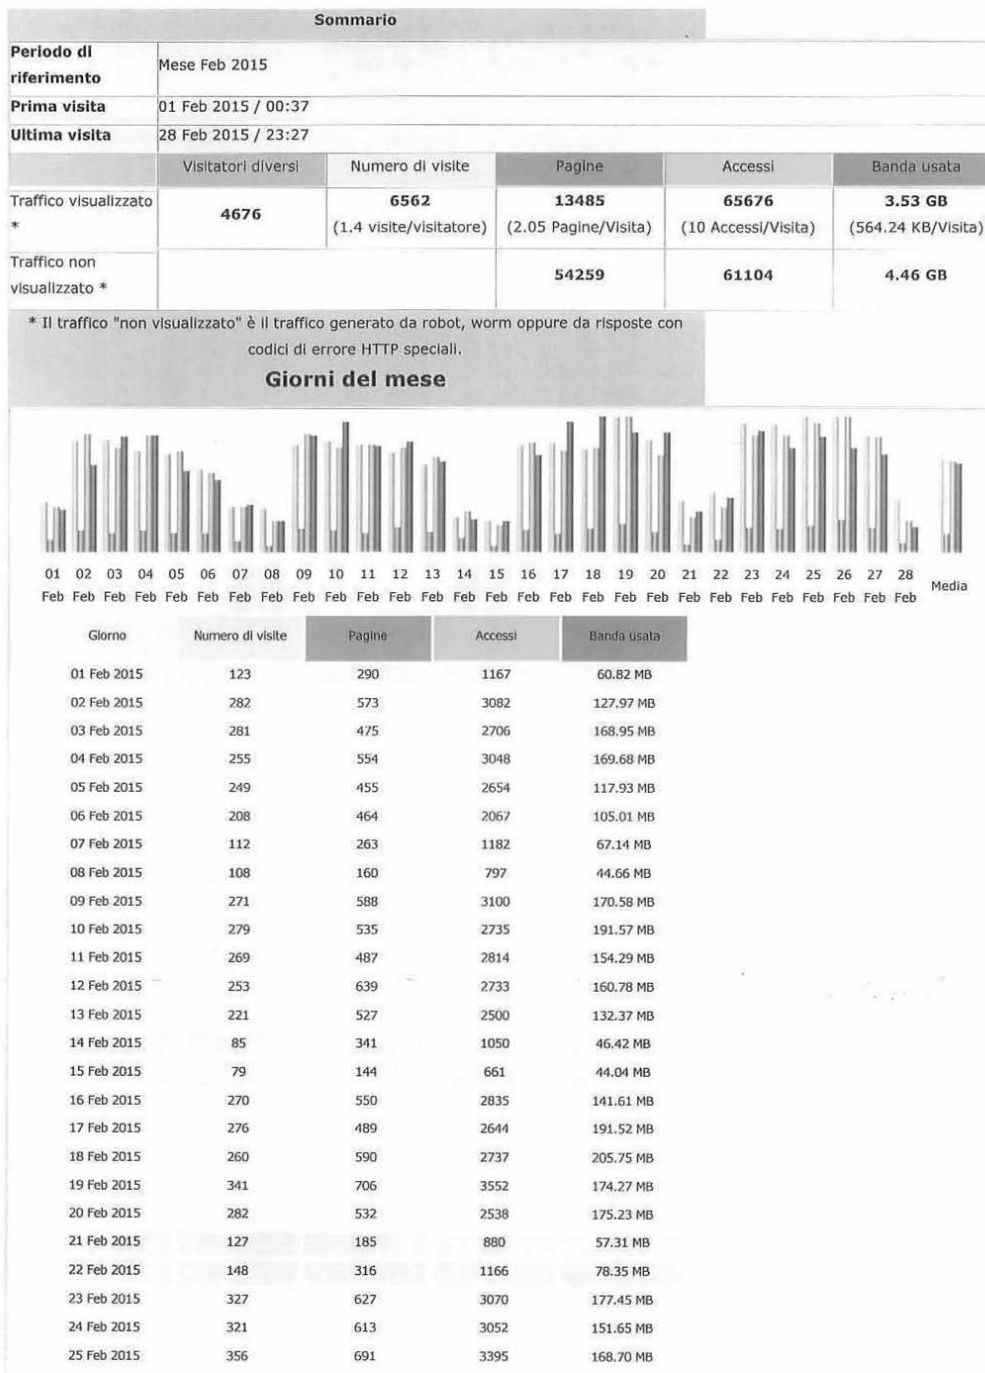 Sommario
Periodo di riferimento Mese Feb 2015
Prima visita 01 Feb 2015 / 00:37
Ultima visita 28 Feb 2015 / 23:27
Visitatori diversi Numero di visite Pagine Accessi Banda usata
Traffico visualizzato * 4676 6562 (1.4 visite/visitatore) 13485 (2.05 Pagine/Visita) 65676 (10 Accessi/Visita) 3.53 GB (564.24 KB/Visita)
Traffico non visualizzato * 54259 61104 4.46 GB
* Il traffico "non visualizzato" è il traffico generato da robot, worm oppure da risposte con
codici di errore HTTP speciali.
Giorni del mese
01 02 03 04 05 06 07 08 09 10 11 12 13 14 15 16 17 18 19 20 21 22 23 24 25 26 27 28
Feb Feb Feb Feb Feb Feb Feb Feb Feb Feb Feb Feb Feb Feb Feb Feb Feb Feb Feb Feb Feb Feb Feb Feb Feb Feb Feb Feb Media
Giorno Numero di visite Pagine Accessi Banda usata
01 Feb 2015 123 290 1167 60.82 MB
02 Feb 2015 282 573 3082 127.97 MB
03 Feb 2015 281 475 2706 168.95 MB
04 Feb 2015 255 554 3048 169.68 MB
05 Feb 2015 249 455 2654 117.93 MB
06 Feb 2015 208 464 2067 105.01 MB
07 Feb 2015 112 263 1182 67.14 MB
08 Feb 2015 108 160 797 44.66 MB
09 Feb 2015 271 588 3100 170.58 MB
10 Feb 2015 279 535 2735 191.57 MB
11 Feb 2015 269 487 2814 154.29 MB
12 Feb 2015 253 639 2733 160.78 MB
13 Feb 2015 221 527 2500 132.37 MB
14 Feb 2015 85 341 1050 46.42 MB
15 Feb 2015 79 144 661 44.04 MB
16 Feb 2015 270 550 2835 141.61 MB
17 Feb 2015 276 489 2644 191.52 MB
18 Feb 2015 260 590 2737 205.75 MB
19 Feb 2015 341 706 3552 174.27 MB
20 Feb 2015 282 532 2538 175.23 MB
21 Feb 2015 127 185 880 57.31 MB
22 Feb 2015 148 316 1166 78.35 MB
23 Feb 2015 327 627 3070 177.45 MB
24 Feb 2015 321 613 3052 151.65 MB
25 Feb 2015 356 691 3395 168.70 MB